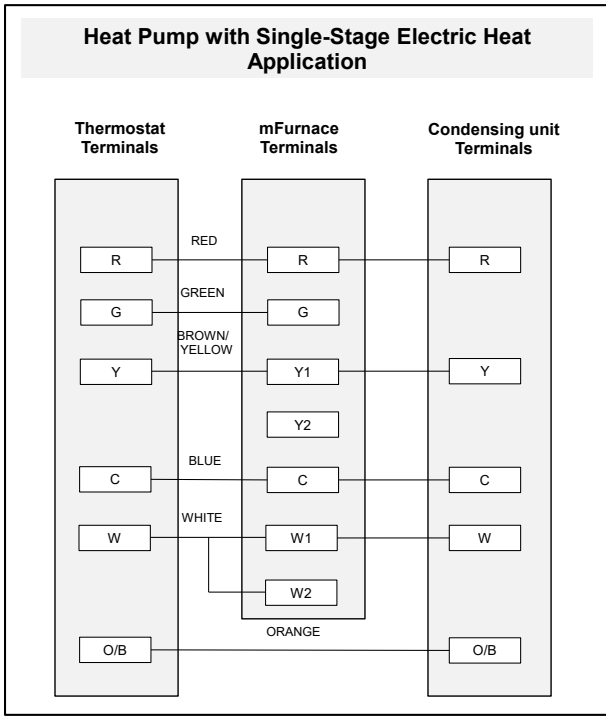 Heat Pump with Single-Stage Electric Heat
Application
Thermostat
Terminals
mFurnace
Terminals
Condensing unit
Terminals
RED
R
R
R
GREEN
G
G
BROWN/
YELLOW
Y
Y1
Y
Y2
BLUE
C
C
C
WHITE
W
W1
W
W2
ORANGE
O/B
O/B